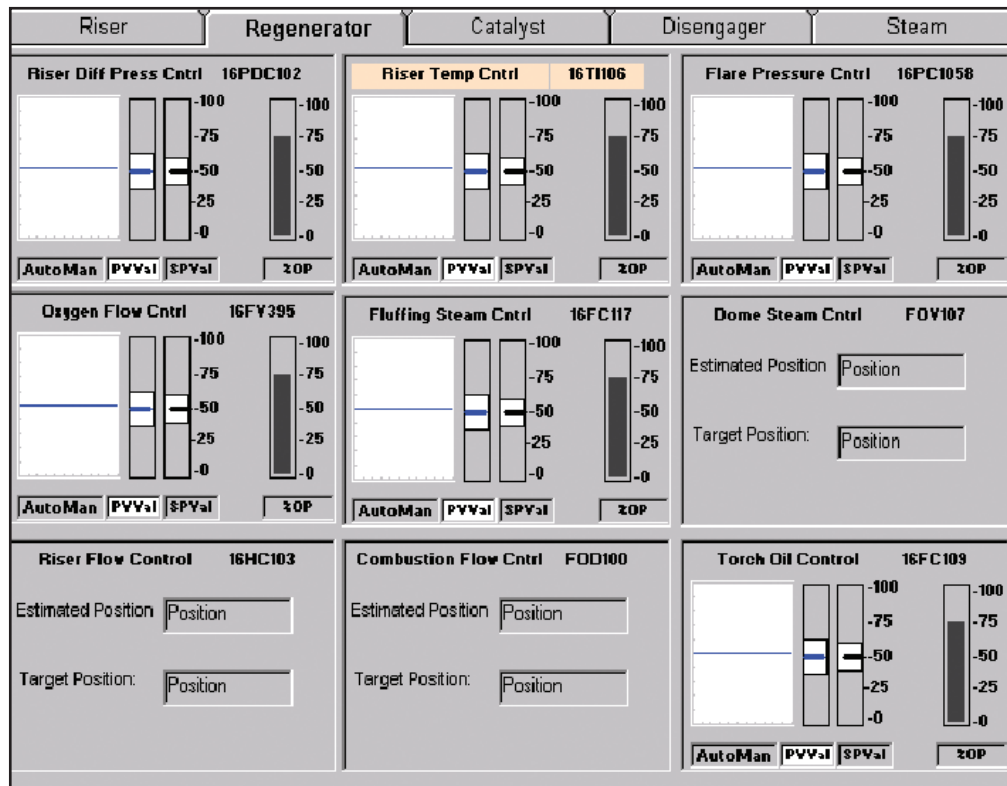 Riser
Regenerator
Catalyst
Disengager
Steam
Riser Diff Press Cntrl 16PDC102
-100
-75
-50
-25
-0
-100
-75
-50
-25
-0
AutoMan PVVal SPVal %OP
Riser Temp Cntrl 16TI106
-100
-75
-50
-25
-0
-100
-75
-50
-25
-0
AutoMan PVVal SPVal %OP
Flare Pressure Cntrl 16PC1058
-100
-75
-50
-25
-0
-100
-75
-50
-25
-0
AutoMan PVVal SPVal %OP
Oxygen Flow Cntrl 16FV395
-100
-75
-50
-25
-0
-100
-75
-50
-25
-0
AutoMan PVVal SPVal %OP
Fluffing Steam Cntrl 16FC117
-100
-75
-50
-25
-0
-100
-75
-50
-25
-0
AutoMan PVVal SPVal %OP
Dome Steam Cntrl FOV107
Estimated Position Position
Target Position: Position
Riser Flow Control 16HC103
Estimated Position Position
Target Position: Position
Combustion Flow Cntrl FOD100
Estimated Position Position
Target Position: Position
Torch Oil Control 16FC109
-100
-75
-50
-25
-0
-100
-75
-50
-25
-0
AutoMan PVVal SPVal %OP